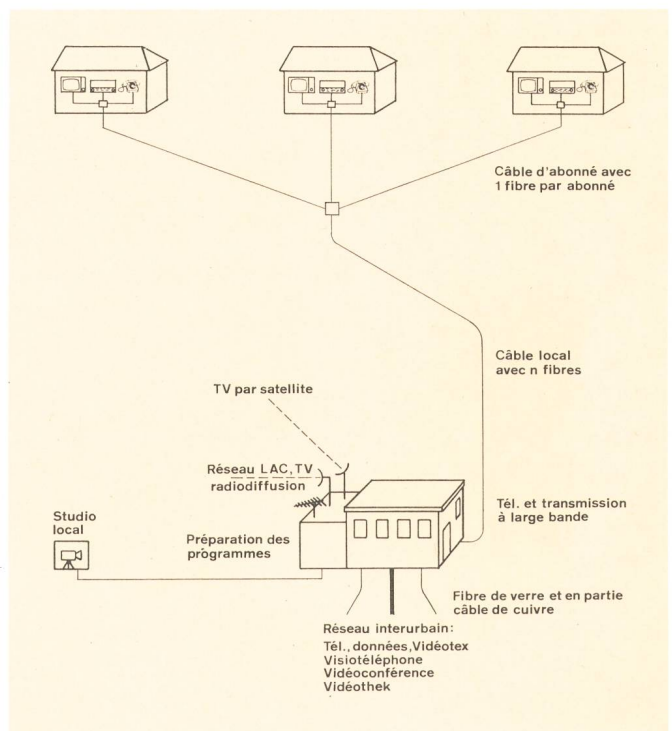 Câble d'abonné avec
1 fibre par abonné
Câble local
avec n fibres
TV par satellite
Réseau LAC, TV
radiodiffusion
Studio
local
Préparation des
programmes
Tél. et transmission
à large bande
Fibre de verre et en partie
câble de cuivre
Réseau interurbain:
Tél., données, Vidéotex
Visiotéléphone
Vidéoconférence
Vidéothek